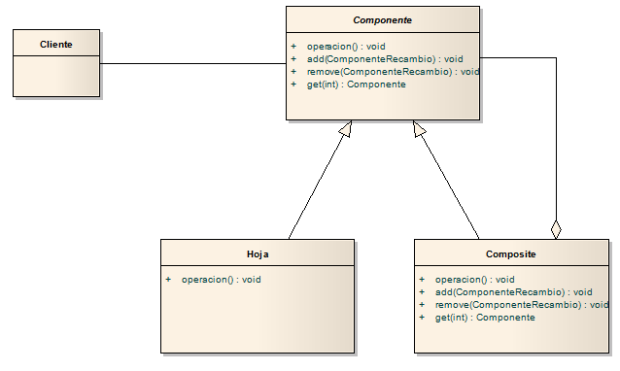 Componente
+ operacion() : void
+ add(ComponenteRecambio) : void
+ remove(ComponenteRecambio) : void
+ get(int) : Componente
Cliente
Hoja
+ operacion() : void
Composite
+ operacion() : void
+ add(ComponenteRecambio) : void
+ remove(ComponenteRecambio) : void
+ get(int) : Componente